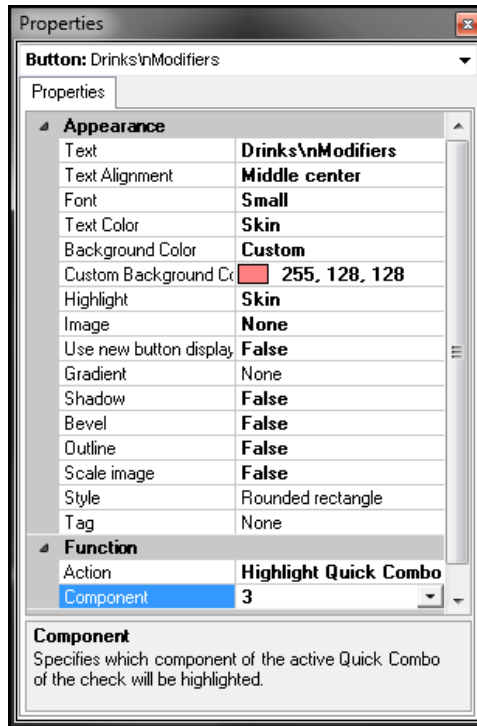 Properties
Button: Drinks\nModifiers
Properties
Appearance
Text Drinks\nModifiers
Text Alignment Middle center
Font Small
Text Color Skin
Background Color Custom
Custom Background Co 255, 128, 128
Highlight Skin
Image None
Use new button display False
Gradient None
Shadow False
Bevel False
Outline False
Scale image False
Style Rounded rectangle
Tag None
Function
Action Highlight Quick Combo
Component 3
Component
Specifies which component of the active Quick Combo
of the check will be highlighted.